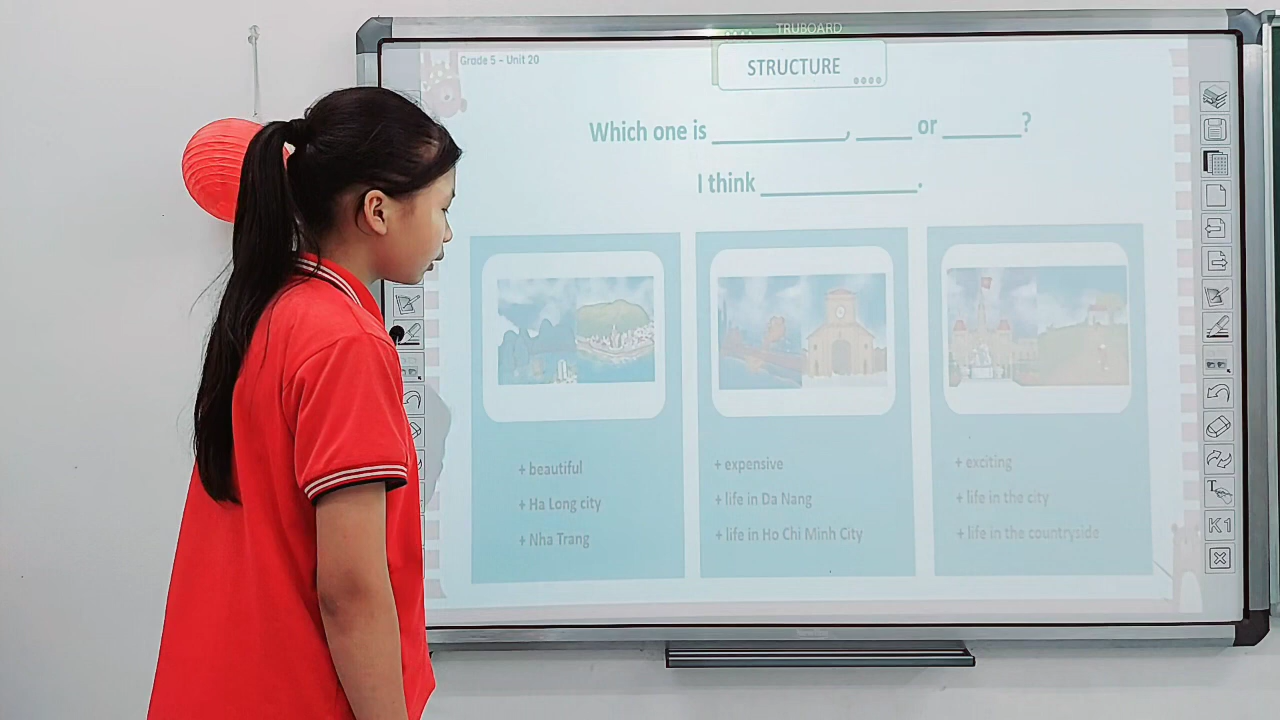 TRUBOARD
Grade 5 - Unit 20
STRUCTURE
Which one is ____________, _____ or _______?
I think ______________.
+ beautiful
+ Ha Long city
+ Nha Trang
+ expensive
+ life in Da Nang
+ life in Ho Chi Minh City
+ exciting
+ life in the city
+ life in the countryside
T
K1